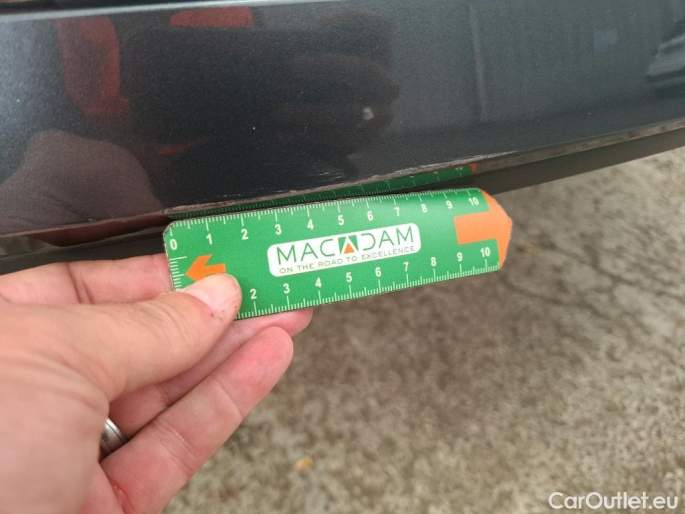 0 1 2 3 4 5 6 7 8 9 10
MACADAM
ON THE ROAD TO EXCELLENCE
2 3 4 5 6 7 8 9 10
CarOutlet.eu